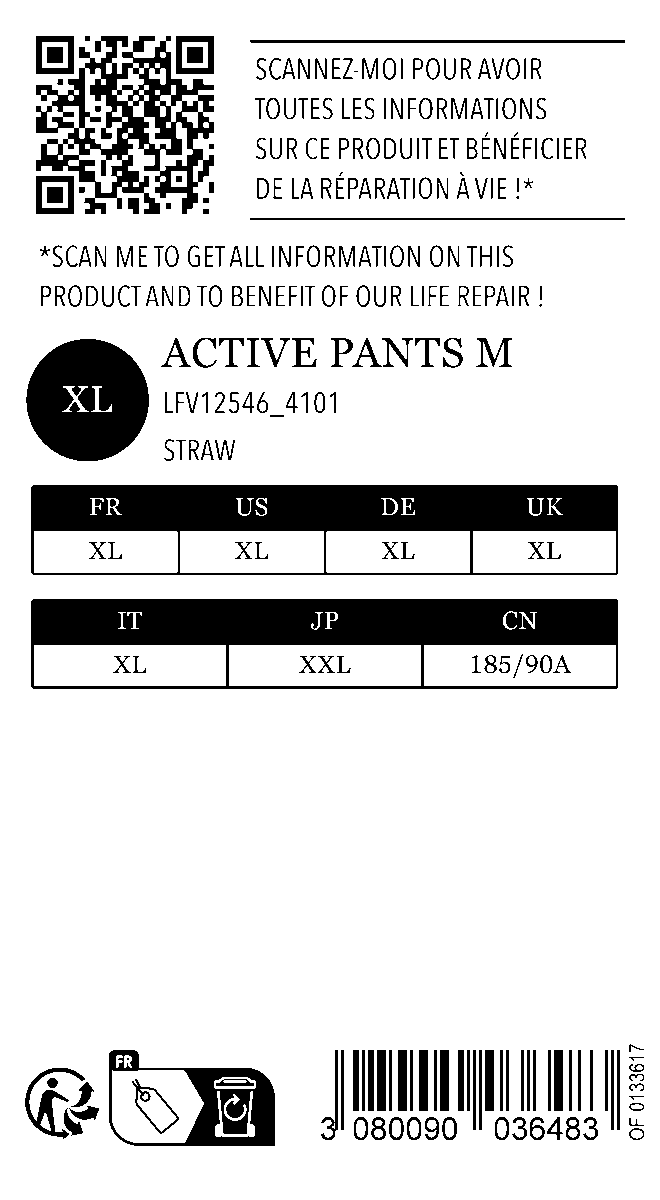 SCANNEZ-MOI POUR AVOIR
TOUTES LES INFORMATIONS
SUR CE PRODUIT ET BÉNÉFICIER
DE LA RÉPARATION À VIE !*
*SCAN ME TO GET ALL INFORMATION ON THIS
PRODUCT AND TO BENEFIT OF OUR LIFE REPAIR !
XL
ACTIVE PANTS M
LFV12546_4101
STRAW
FR US DE UK
XL XL XL XL
IT JP CN
XL XXL 185/90A
FR
3 080090 036483
OF 0133617